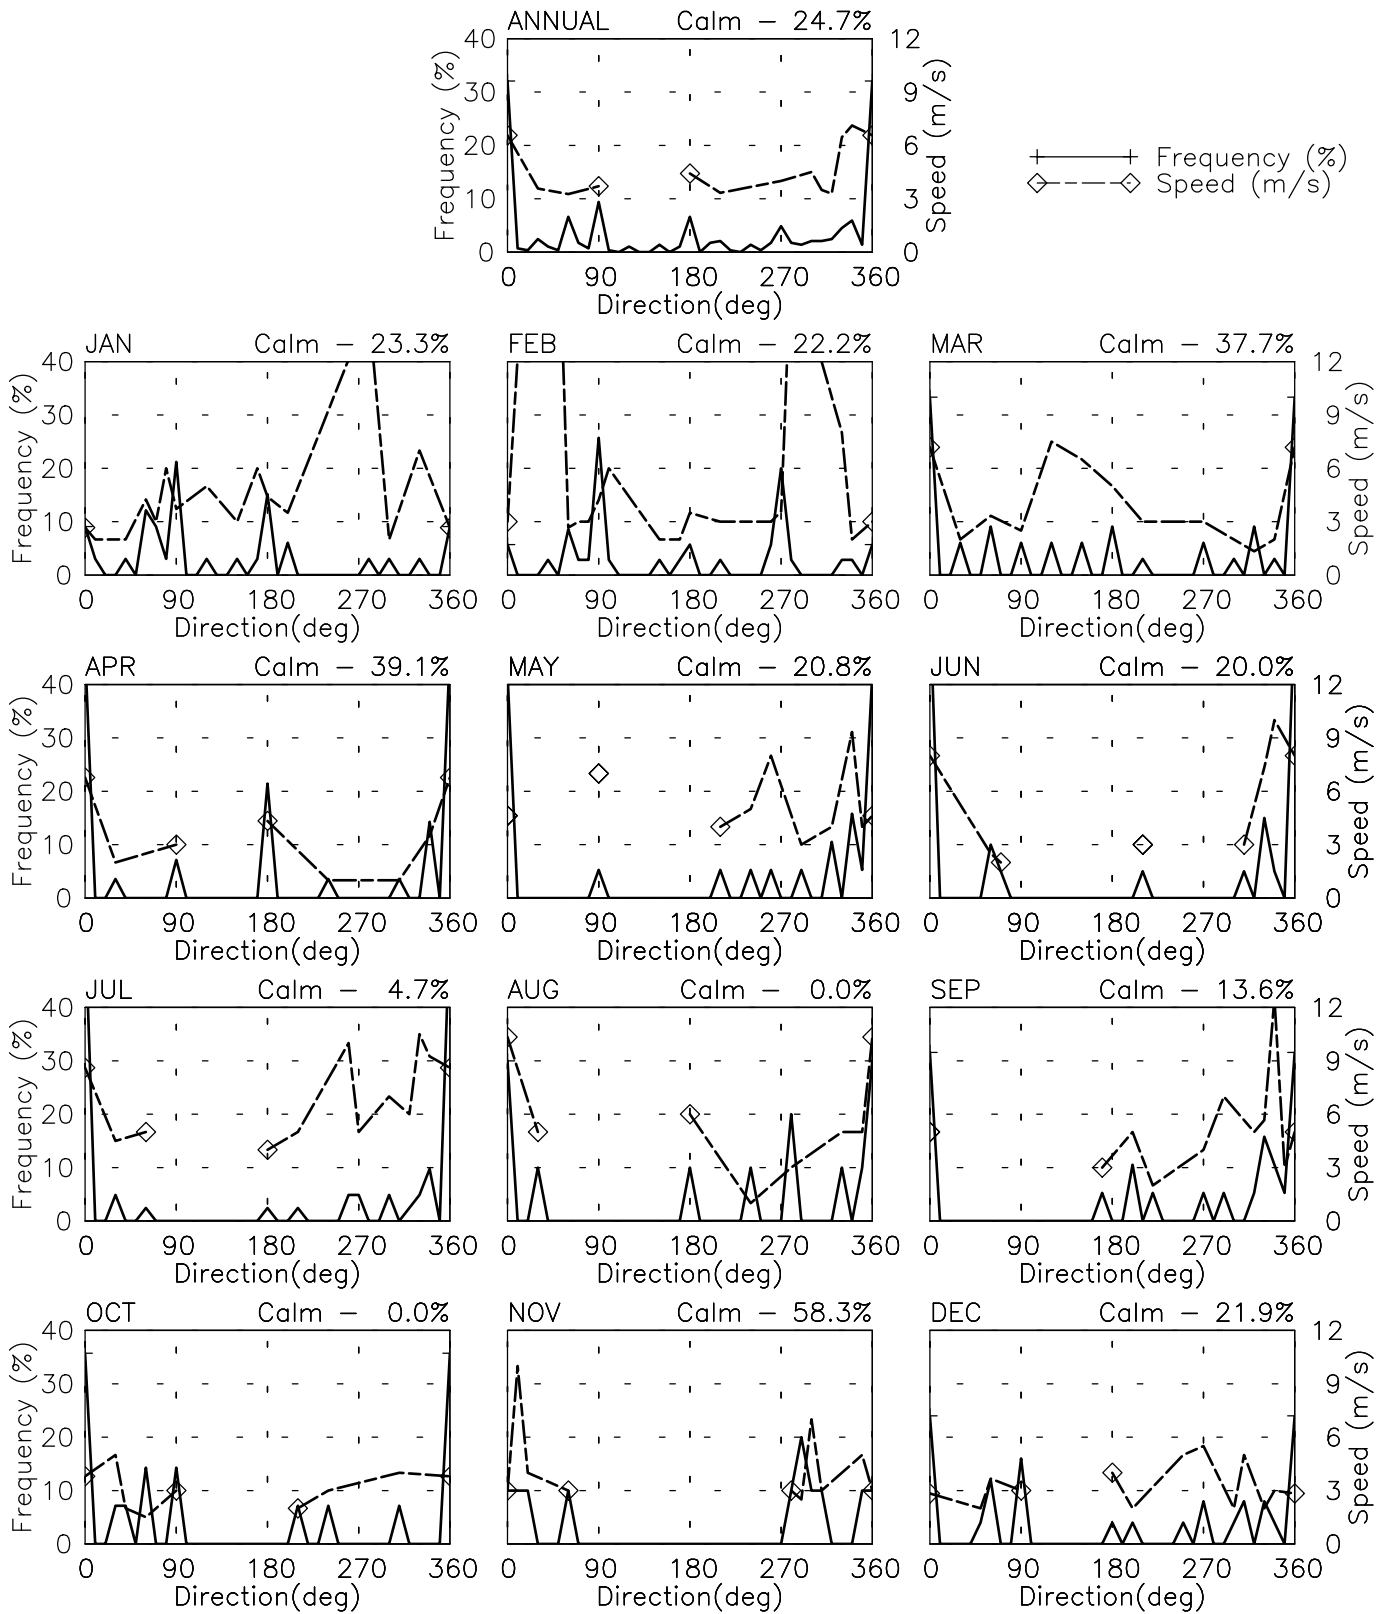 ANNUAL Calm - 24.7%
40 12
30 9
20 6
10 3
0 0
Frequency (%)
Speed (m/s)
0 90 180 270 360
Direction(deg)
Frequency (%)
Speed (m/s)
JAN Calm - 23.3%
FEB Calm - 22.2%
MAR Calm - 37.7%
40 12
30 9
20 6
10 3
0 0
Frequency (%)
Speed (m/s)
0 90 180 270 360 0 90 180 270 360 0 90 180 270 360
Direction(deg) Direction(deg) Direction(deg)
APR Calm - 39.1%
MAY Calm - 20.8%
JUN Calm - 20.0%
40 12
30 9
20 6
10 3
0 0
Frequency (%)
Speed (m/s)
0 90 180 270 360 0 90 180 270 360 0 90 180 270 360
Direction(deg) Direction(deg) Direction(deg)
JUL Calm - 4.7%
AUG Calm - 0.0%
SEP Calm - 13.6%
40 12
30 9
20 6
10 3
0 0
Frequency (%)
Speed (m/s)
0 90 180 270 360 0 90 180 270 360 0 90 180 270 360
Direction(deg) Direction(deg) Direction(deg)
OCT Calm - 0.0%
NOV Calm - 58.3%
DEC Calm - 21.9%
40 12
30 9
20 6
10 3
0 0
Frequency (%)
Speed (m/s)
0 90 180 270 360 0 90 180 270 360 0 90 180 270 360
Direction(deg) Direction(deg) Direction(deg)